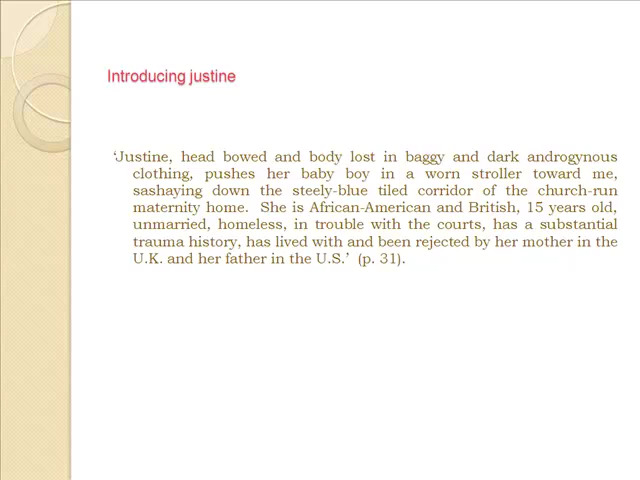 Introducing justine
‘Justine, head bowed and body lost in baggy and dark androgynous
clothing, pushes her baby boy in a worn stroller toward me,
sashaying down the steely-blue tiled corridor of the church-run
maternity home.  She is African-American and British, 15 years old,
unmarried, homeless, in trouble with the courts, has a substantial
trauma history, has lived with and been rejected by her mother in the
U.K. and her father in the U.S.’  (p. 31).